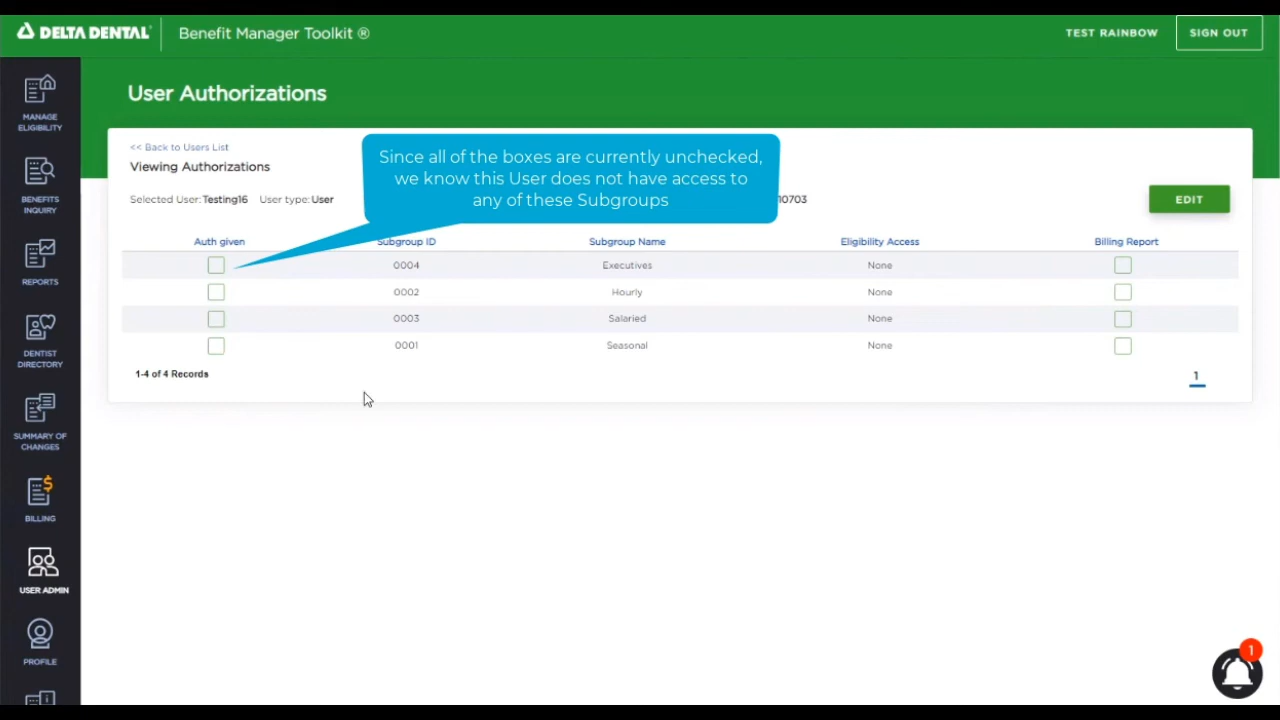 DELTA DENTAL
Benefit Manager Toolkit ®
TEST RAINBOW
SIGN OUT
MANAGE
ELIGIBILITY
BENEFITS
INQUIRY
REPORTS
DENTIST
DIRECTORY
SUMMARY OF
CHANGES
BILLING
USER ADMIN
PROFILE
User Authorizations
<< Back to Users List
Viewing Authorizations
Selected User: Testing16 User type: User
10703
EDIT
Since all of the boxes are currently unchecked,
we know this User does not have access to
any of these Subgroups
Auth given Subgroup ID Subgroup Name Eligibility Access Billing Report
0004 Executives None
0002 Hourly None
0003 Salaried None
0001 Seasonal None
1-4 of 4 Records
1
1